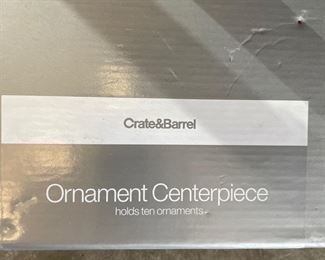 Crate&Barrel
Ornament Centerpiece
holds ten ornaments